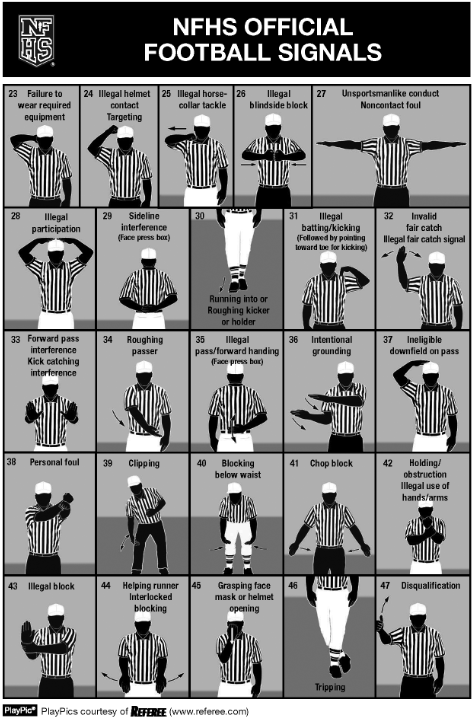 NFHS
NFHS OFFICIAL
FOOTBALL SIGNALS
23 Failure to
wear required
equipment
24 Illegal helmet
contact
Targeting
25 Illegal horse-
collar tackle
26 Illegal
blindside block
27 Unsportsmanlike conduct
Noncontact foul
28 Illegal
participation
29 Sideline
interference
(Face press box)
30
Running into or
Roughing kicker
or holder
31 Illegal
batting/kicking
(Followed by pointing
toward toe for kicking)
32 Invalid
fair catch
Illegal fair catch signal
33 Forward pass
interference
Kick catching
interference
34 Roughing
passer
35 Illegal
pass/forward handing
(Face press box)
36 Intentional
grounding
37 Ineligible
downfield on pass
38 Personal foul
39 Clipping
40 Blocking
below waist
41 Chop block
42 Holding/
obstruction
Illegal use of
hands/arms
43 Illegal block
44 Helping runner
Interlocked
blocking
45 Grasping face
mask or helmet
opening
46
Tripping
47 Disqualification
PlayPic® PlayPics courtesy of REFEREE (www.referee.com)